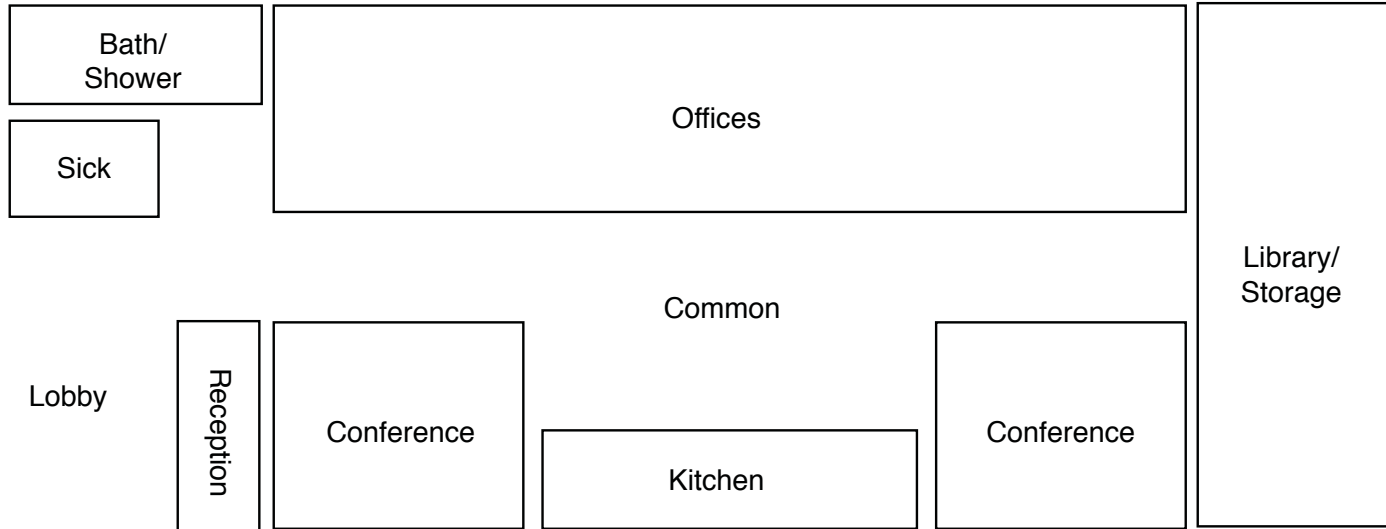 Bath/
Shower
Offices
Sick
Library/
Storage
Common
Lobby
Reception
Conference
Kitchen
Conference